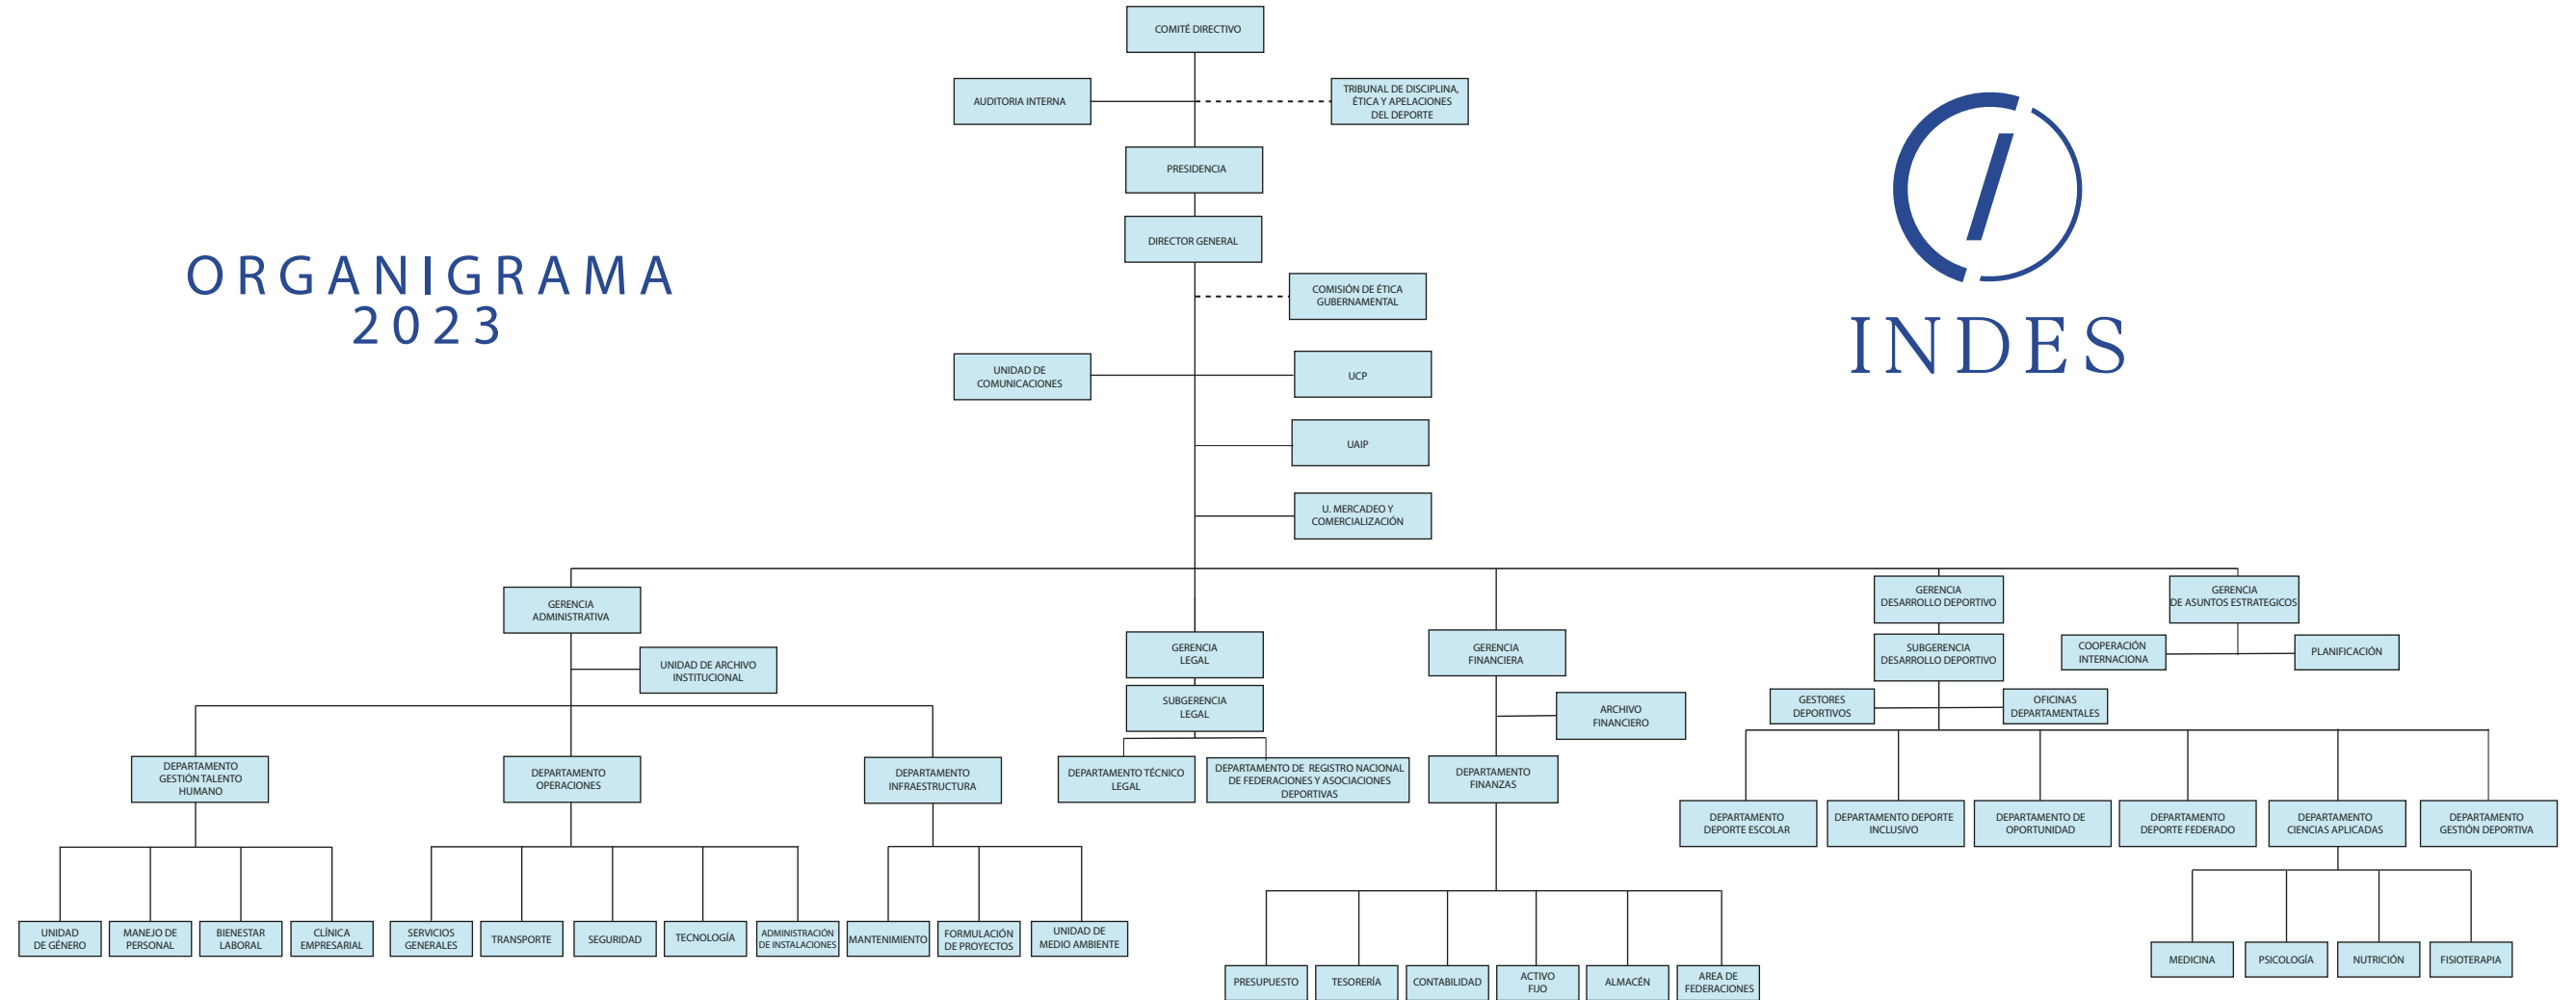 COMITÉ DIRECTIVO
AUDITORIA INTERNA
TRIBUNAL DE DISCIPLINA,
ÉTICA Y APELACIONES
DEL DEPORTE
PRESIDENCIA
DIRECTOR GENERAL
ORGANIGRAMA
2023
INDES
COMISIÓN DE ÉTICA
GUBERNAMENTAL
UNIDAD DE
COMUNICACIONES
UCP
UAIP
U. MERCADEO Y
COMERCIALIZACIÓN
GERENCIA
ADMINISTRATIVA
UNIDAD DE ARCHIVO
INSTITUCIONAL
GERENCIA
LEGAL
SUBGERENCIA
LEGAL
GERENCIA
FINANCIERA
ARCHIVO
FINANCIERO
GERENCIA
DESARROLLO DEPORTIVO
SUBGERENCIA
DESARROLLO DEPORTIVO
GESTORES
DEPORTIVOS
OFICINAS
DEPARTAMENTALES
GERENCIA
DE ASUNTOS ESTRATEGICOS
COOPERACIÓN
INTERNACIONA
PLANIFICACIÓN
DEPARTAMENTO
GESTIÓN TALENTO
HUMANO
DEPARTAMENTO
OPERACIONES
DEPARTAMENTO
INFRAESTRUCTURA
DEPARTAMENTO TÉCNICO
LEGAL
DEPARTAMENTO DE REGISTRO NACIONAL
DE FEDERACIONES Y ASOCIACIONES
DEPORTIVAS
DEPARTAMENTO
FINANZAS
DEPARTAMENTO
DEPORTE ESCOLAR
DEPARTAMENTO DEPORTE
INCLUSIVO
DEPARTAMENTO DE
OPORTUNIDAD
DEPARTAMENTO
DEPORTE FEDERADO
DEPARTAMENTO
CIENCIAS APLICADAS
DEPARTAMENTO
GESTIÓN DEPORTIVA
UNIDAD
DE GÉNERO
MANEJO DE
PERSONAL
BIENESTAR
LABORAL
CLÍNICA
EMPRESARIAL
SERVICIOS
GENERALES
TRANSPORTE
SEGURIDAD
TECNOLOGÍA
ADMINISTRACIÓN
DE INSTALACIONES
MANTENIMIENTO
FORMULACIÓN
DE PROYECTOS
UNIDAD DE
MEDIO AMBIENTE
PRESUPUESTO
TESORERÍA
CONTABILIDAD
ACTIVO
FIJO
ALMACÉN
AREA DE
FEDERACIONES
MEDICINA
PSICOLOGÍA
NUTRICIÓN
FISIOTERAPIA